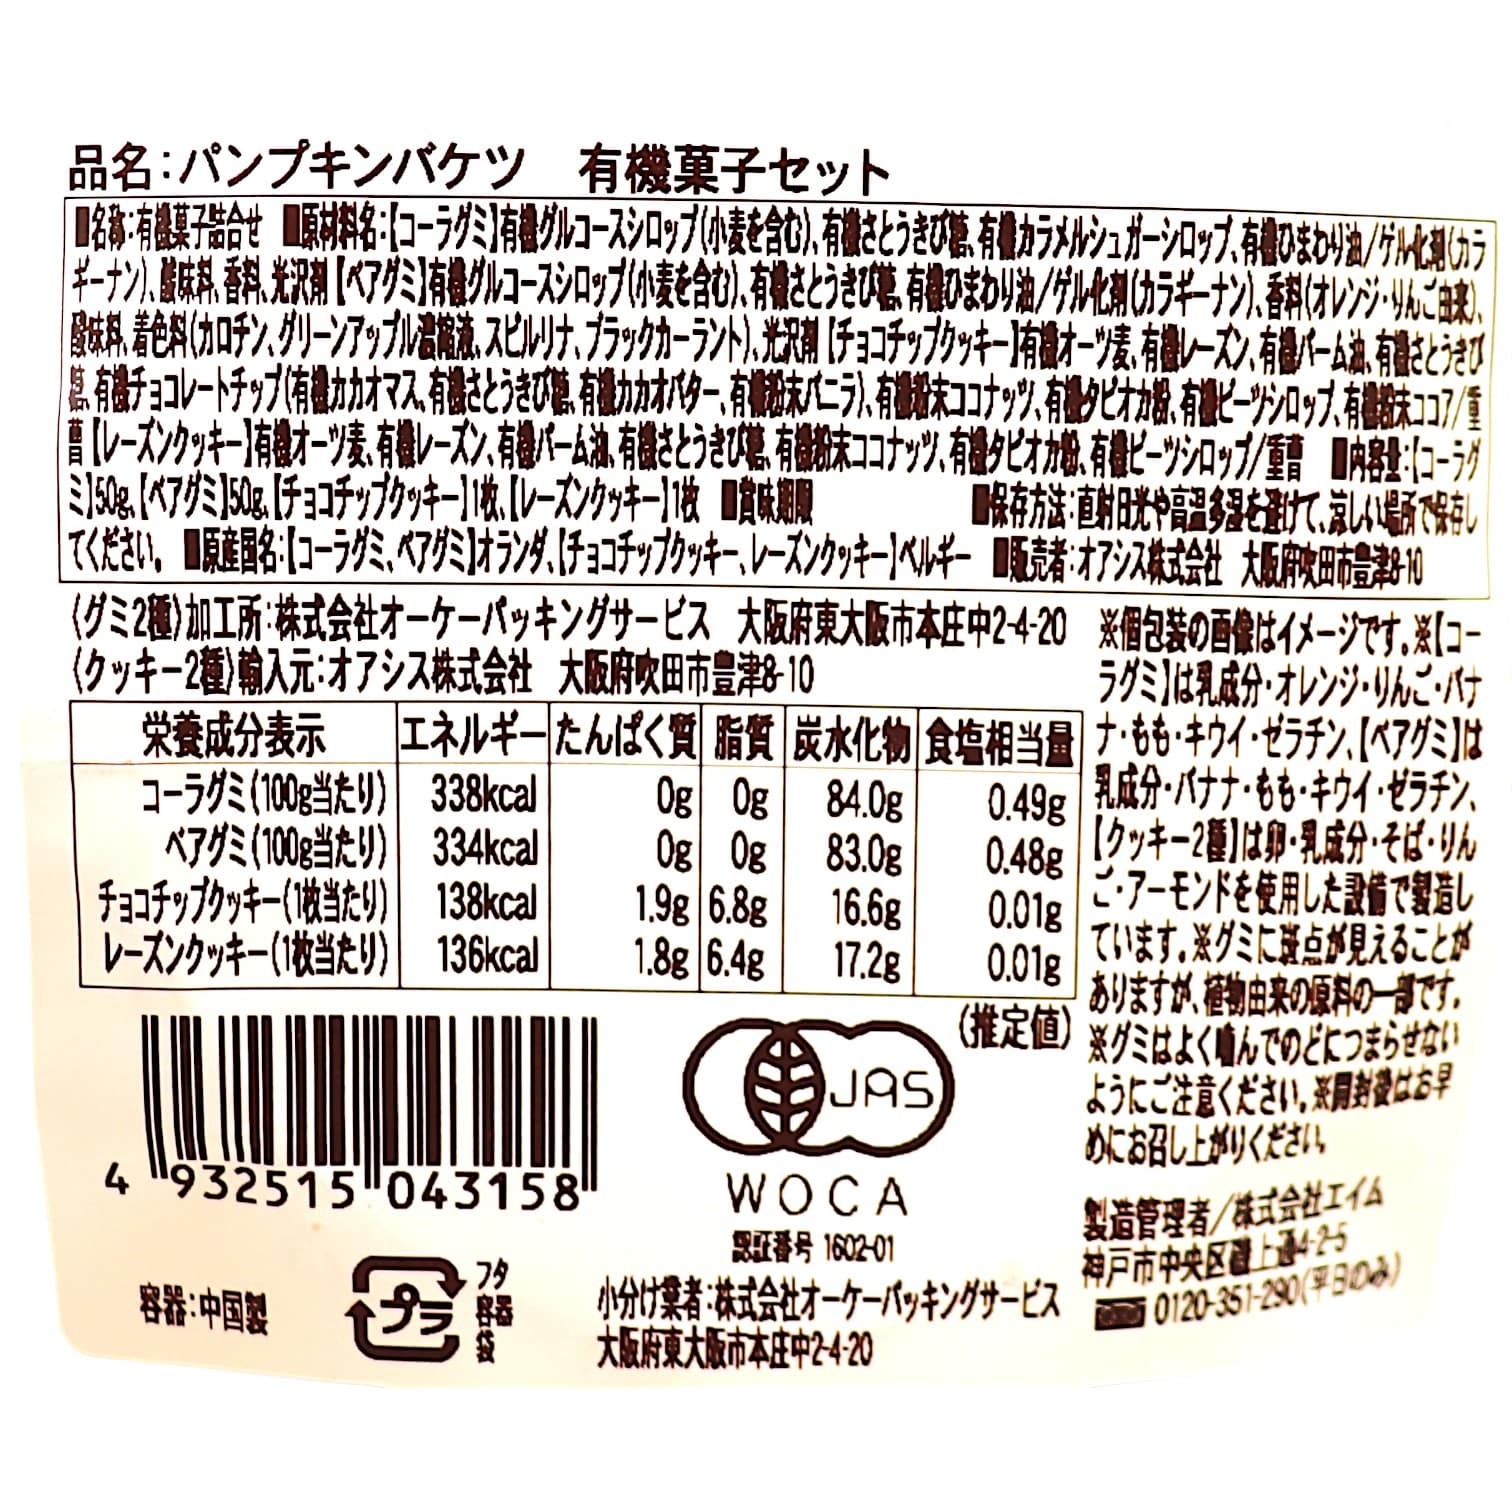 品名:パンプキンバケツ 有機菓子セット
■名称:有機菓子詰合せ ■原材料名:【コーラグミ】有機グルコースシロップ(小麦を含む)、有機さとうきび糖、有機カラメルシュガーシロップ、有機ひまわり油/ゲル化剤(カラ
ギーナン)、酸味料、香料、光沢剤【ベアグミ】有機グルコースシロップ(小麦を含む)、有機さとうきび糖、有機ひまわり油/ゲル化剤(カラギーナン)、香料(オレンジ・りんご由来)、
酸味料、着色料(カロチン、グリーンアップル濃縮液、スピルリナ、ブラックカーラント)、光沢剤【チョコチップクッキー】有機オーツ麦、有機レーズン、有機パーム油、有機さとうきび
糖、有機チョコレートチップ(有機カカオマス、有機さとうきび糖、有機カカオバター、有機粉末バニラ)、有機粉末ココナッツ、有機タピオカ粉、有機ビーツシロップ、有機粉末ココア/重
曹【レーズンクッキー】有機オーツ麦、有機レーズン、有機パーム油、有機さとうきび糖、有機粉末ココナッツ、有機タピオカ粉、有機ビーツシロップ/重曹 ■内容量:【コーラグ
ミ】50g、【ベアグミ】50g、【チョコチップクッキー】1枚、【レーズンクッキー】1枚 ■賞味期限 ■保存方法:直射日光や高温多湿を避けて、涼しい場所で保存し
てください。 ■原産国名:【コーラグミ、ベアグミ】オランダ、【チョコチップクッキー、レーズンクッキー】ベルギー ■販売者:オアシス株式会社 大阪府吹田市豊津8-10
〈グミ2種〉加工所:株式会社オーケーパッキングサービス 大阪府東大阪市本庄中2-4-20
〈クッキー2種〉輸入元:オアシス株式会社 大阪府吹田市豊津8-10
栄養成分表示 エネルギー たんぱく質 脂質 炭水化物 食塩相当量
コーラグミ(100g当たり) 338kcal 0g 0g 84.0g 0.49g
ベアグミ(100g当たり) 334kcal 0g 0g 83.0g 0.48g
チョコチップクッキー(1枚当たり) 138kcal 1.9g 6.8g 16.6g 0.01g
レーズンクッキー(1枚当たり) 136kcal 1.8g 6.4g 17.2g 0.01g
(推定値)
※個包装の画像はイメージです。※【コー
ラグミ】は乳成分・オレンジ・りんご・バナ
ナ・もも・キウイ・ゼラチン、【ベアグミ】は
乳成分・バナナ・もも・キウイ・ゼラチン、
【クッキー2種】は卵・乳成分・そば・りん
ご・アーモンドを使用した設備で製造し
ています。※グミに斑点が見えることが
ありますが、植物由来の原料の一部です。
※グミはよく噛んでのどにつまらせない
ようにご注意ください。※開封後はお早
めにお召し上がりください。
製造管理者/株式会社エイム
神戸市中央区磯上通4-2-5
0120-351-290(平日のみ)
4 932515 043158
JAS
WOCA
認証番号 1602-01
小分け業者:株式会社オーケーパッキングサービス
大阪府東大阪市本庄中2-4-20
容器:中国製
プラ
フタ
容器
袋